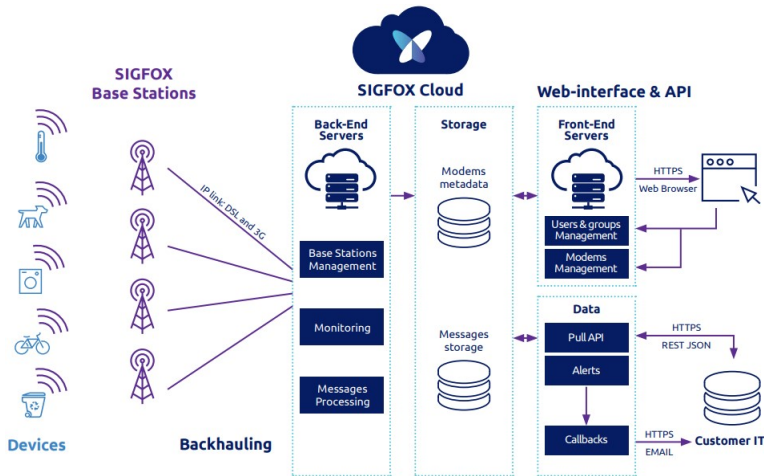 SIGFOX
Base Stations
SIGFOX Cloud
Web-interface & API
Back-End
Servers
Storage
Front-End
Servers
IP link: DSL and 3G
Modems
metadata
HTTPS
Web Browser
Base Stations
Management
Users & groups
Management
Modems
Management
Monitoring
Messages
storage
Data
Pull API
HTTPS
REST JSON
Alerts
Messages
Processing
Callbacks
HTTPS
EMAIL
Customer IT
Devices
Backhauling